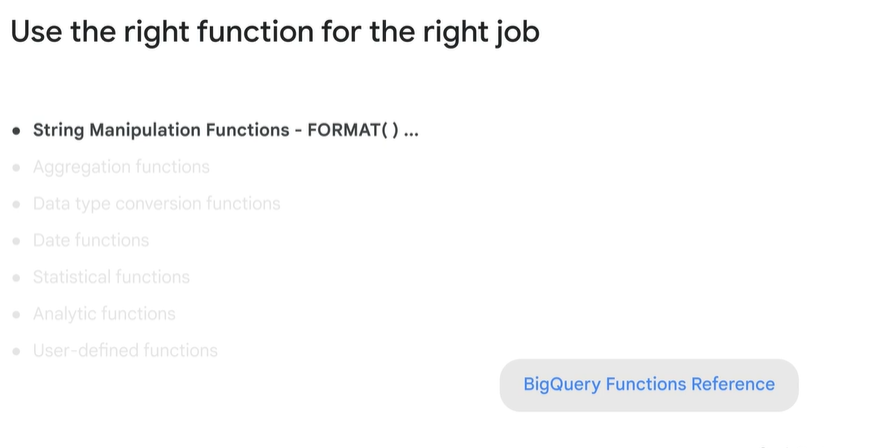 Use the right function for the right job
• String Manipulation Functions - FORMAT( ) ...
• Aggregation functions
• Data type conversion functions
• Date functions
• Statistical functions
• Analytic functions
• User-defined functions
BigQuery Functions Reference